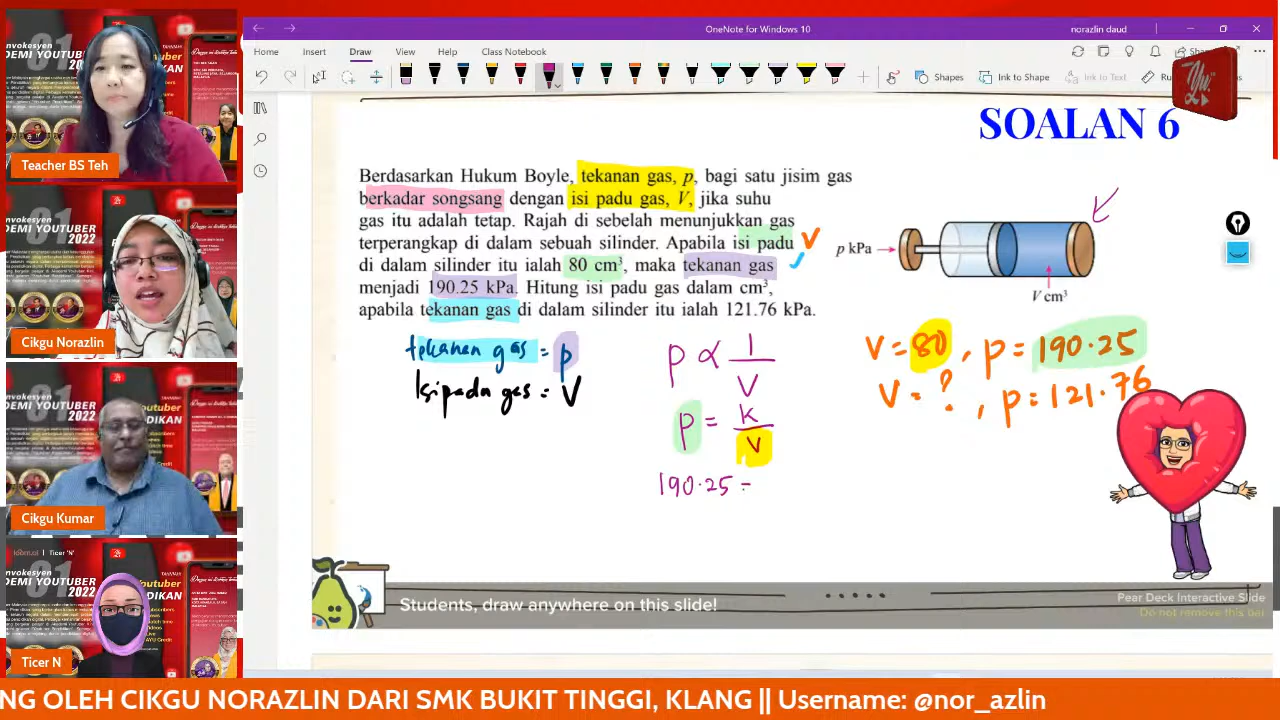 OneNote for Windows 10
norazlin daud
Home Insert Draw View Help Class Notebook
Shapes
Ink to Shape
Ink to Text
SOALAN 6
Berdasarkan Hukum Boyle, tekanan gas, p, bagi satu jisim gas
berkadar songsang dengan isi padu gas, V, jika suhu
gas itu adalah tetap. Rajah di sebelah menunjukkan gas
terperangkap di dalam sebuah silinder. Apabila isi padu V
di dalam silinder itu ialah 80 cm³, maka tekanan gas
menjadi 190.25 kPa. Hitung isi padu gas dalam cm³,
apabila tekanan gas di dalam silinder itu ialah 121.76 kPa.
p kPa
V cm³
tekanan gas = p
Isipadu gas = V
p ∝ 1/V
p = k/V
190.25 =
V = 80, p = 190.25
V = ?, p = 121.76
Students, draw anywhere on this slide!
Pear Deck Interactive Slide
Do not remove this bar
Teacher BS Teh
Cikgu Norazlin
Cikgu Kumar
Ticer N
NG OLEH CIKGU NORAZLIN DARI SMK BUKIT TINGGI, KLANG || Username: @nor_azlin